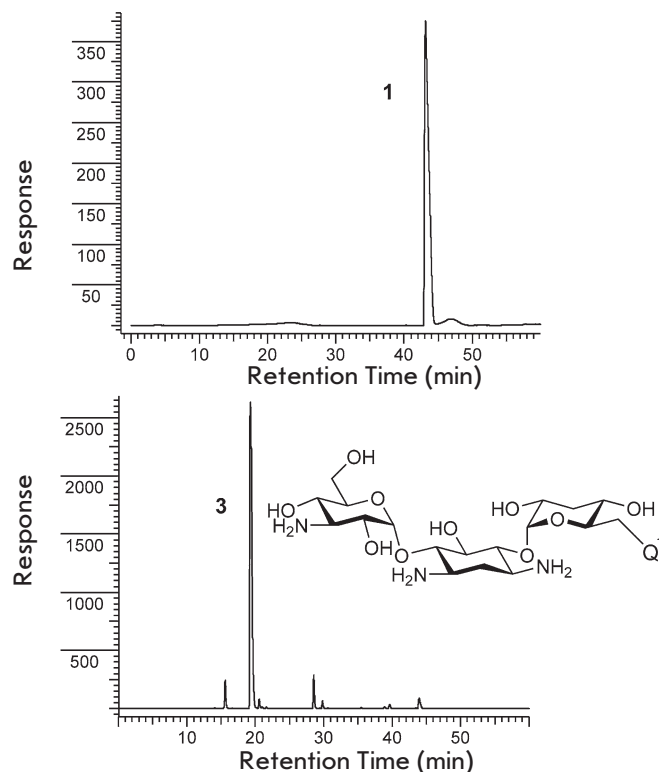 350
1
300
250
200
150
100
50
Response
0 10 20 30 40 50
Retention Time (min)
2500
2000
1500
1000
500
Response
3
OH
HO
O
H2N
OH
O
HO
H2N
NH2
O
HO
OH
O
Q
10 20 30 40 50
Retention Time (min)